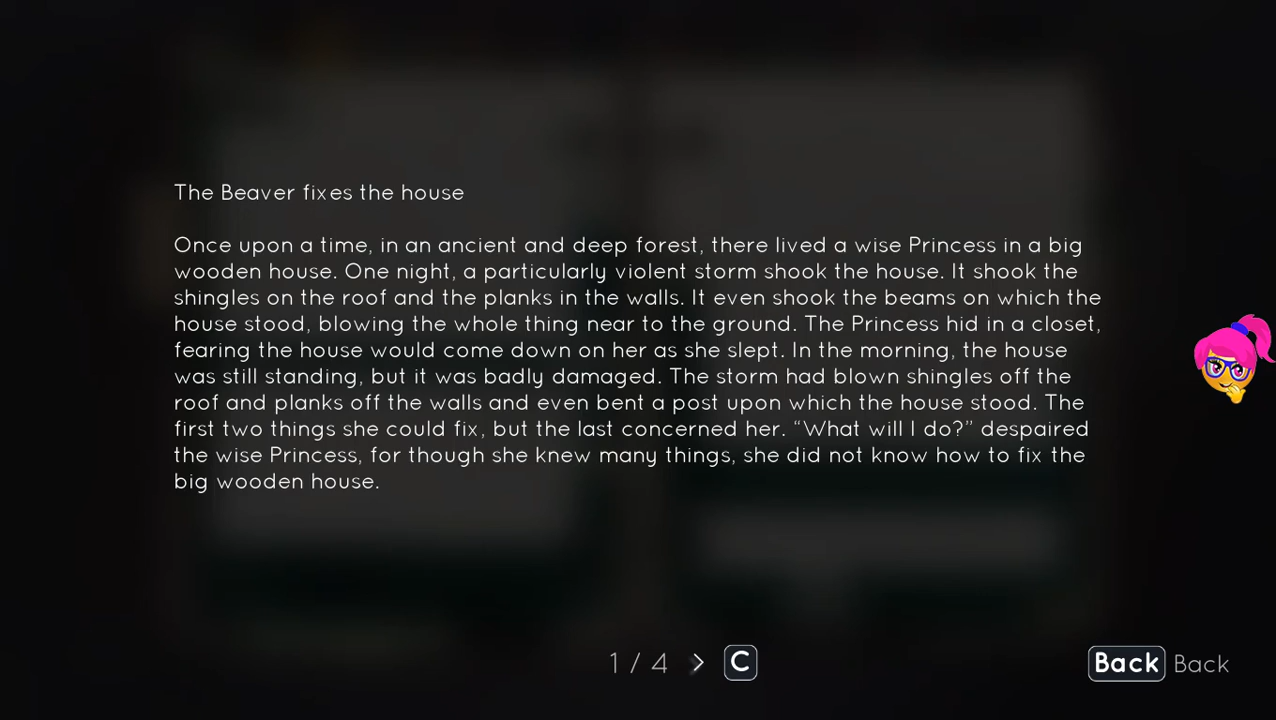 The Beaver fixes the house
Once upon a time, in an ancient and deep forest, there lived a wise Princess in a big
wooden house. One night, a particularly violent storm shook the house. It shook the
shingles on the roof and the planks in the walls. It even shook the beams on which the
house stood, blowing the whole thing near to the ground. The Princess hid in a closet,
fearing the house would come down on her as she slept. In the morning, the house
was still standing, but it was badly damaged. The storm had blown shingles off the
roof and planks off the walls and even bent a post upon which the house stood. The
first two things she could fix, but the last concerned her. “What will I do?” despaired
the wise Princess, for though she knew many things, she did not know how to fix the
big wooden house.
1 / 4 > C
Back Back